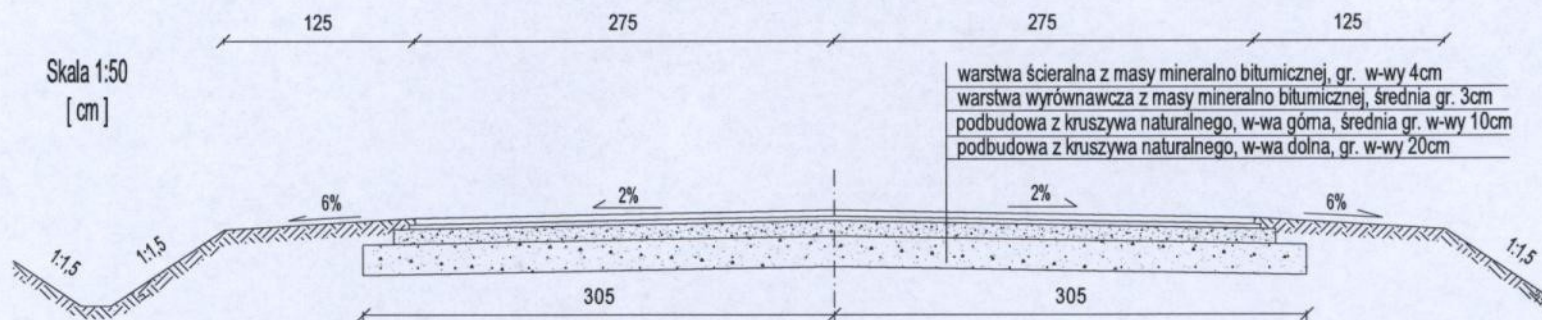 125 275 275 125
Skala 1:50
[ cm ]
warstwa ścieralna z masy mineralno bitumicznej, gr. w-wy 4cm
warstwa wyrównawcza z masy mineralno bitumicznej, średnia gr. 3cm
podbudowa z kruszywa naturalnego, w-wa górna, średnia gr. w-wy 10cm
podbudowa z kruszywa naturalnego, w-wa dolna, gr. w-wy 20cm
6% 2% 2% 6%
1:1,5 1:1,5 1:1,5
305 305